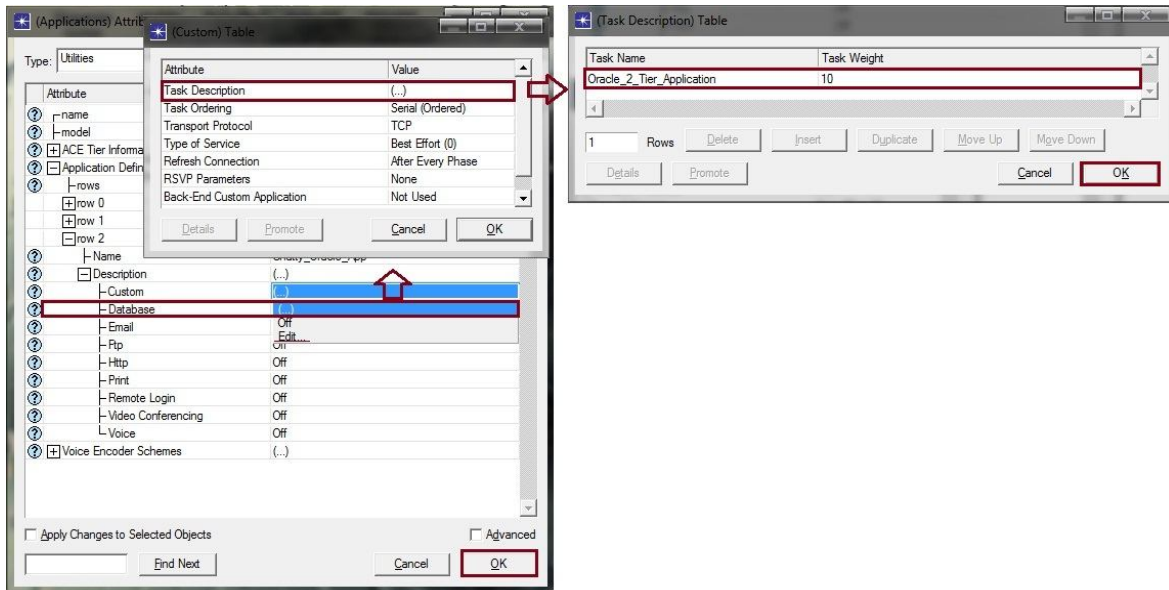 (Applications) Attrib
Type: Utilities
Attribute
name
model
ACE Tier Informa
Application Defin
rows
row 0
row 1
row 2
Name
Description (...)
Custom (...)
Database (...)
Off
Email
Edit...
Ftp Off
Http Off
Print Off
Remote Login Off
Video Conferencing Off
Voice Off
Voice Encoder Schemes (...)
Apply Changes to Selected Objects Advanced
Find Next Cancel OK
(Custom) Table
Attribute Value
Task Description (...)
Task Ordering Serial (Ordered)
Transport Protocol TCP
Type of Service Best Effort (0)
Refresh Connection After Every Phase
RSVP Parameters None
Back-End Custom Application Not Used
Details Promote Cancel OK
(Task Description) Table
Task Name Task Weight
Oracle_2_Tier_Application 10
1 Rows Delete Insert Duplicate Move Up Move Down
Details Promote Cancel OK